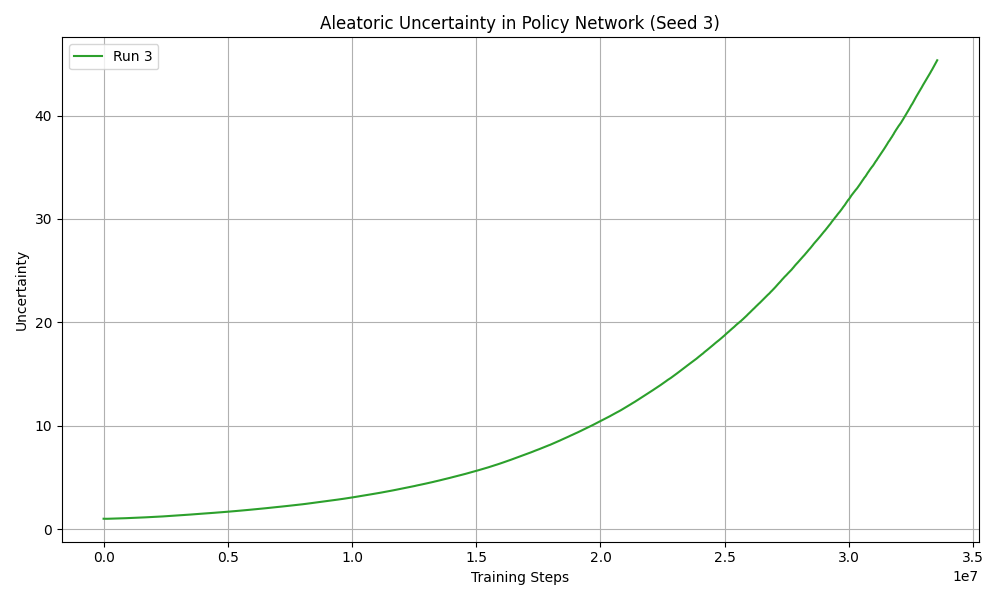 Aleatoric Uncertainty in Policy Network (Seed 3)
Run 3
Uncertainty
40
30
20
10
0
0.0 0.5 1.0 1.5 2.0 2.5 3.0 3.5
1e7
Training Steps